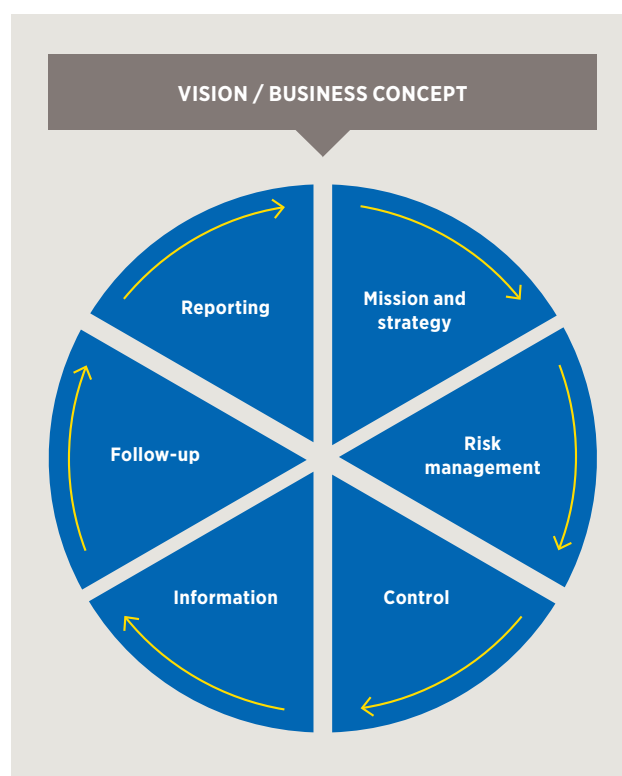 VISION / BUSINESS CONCEPT
Reporting
Mission and
strategy
Follow-up
Risk
management
Information
Control